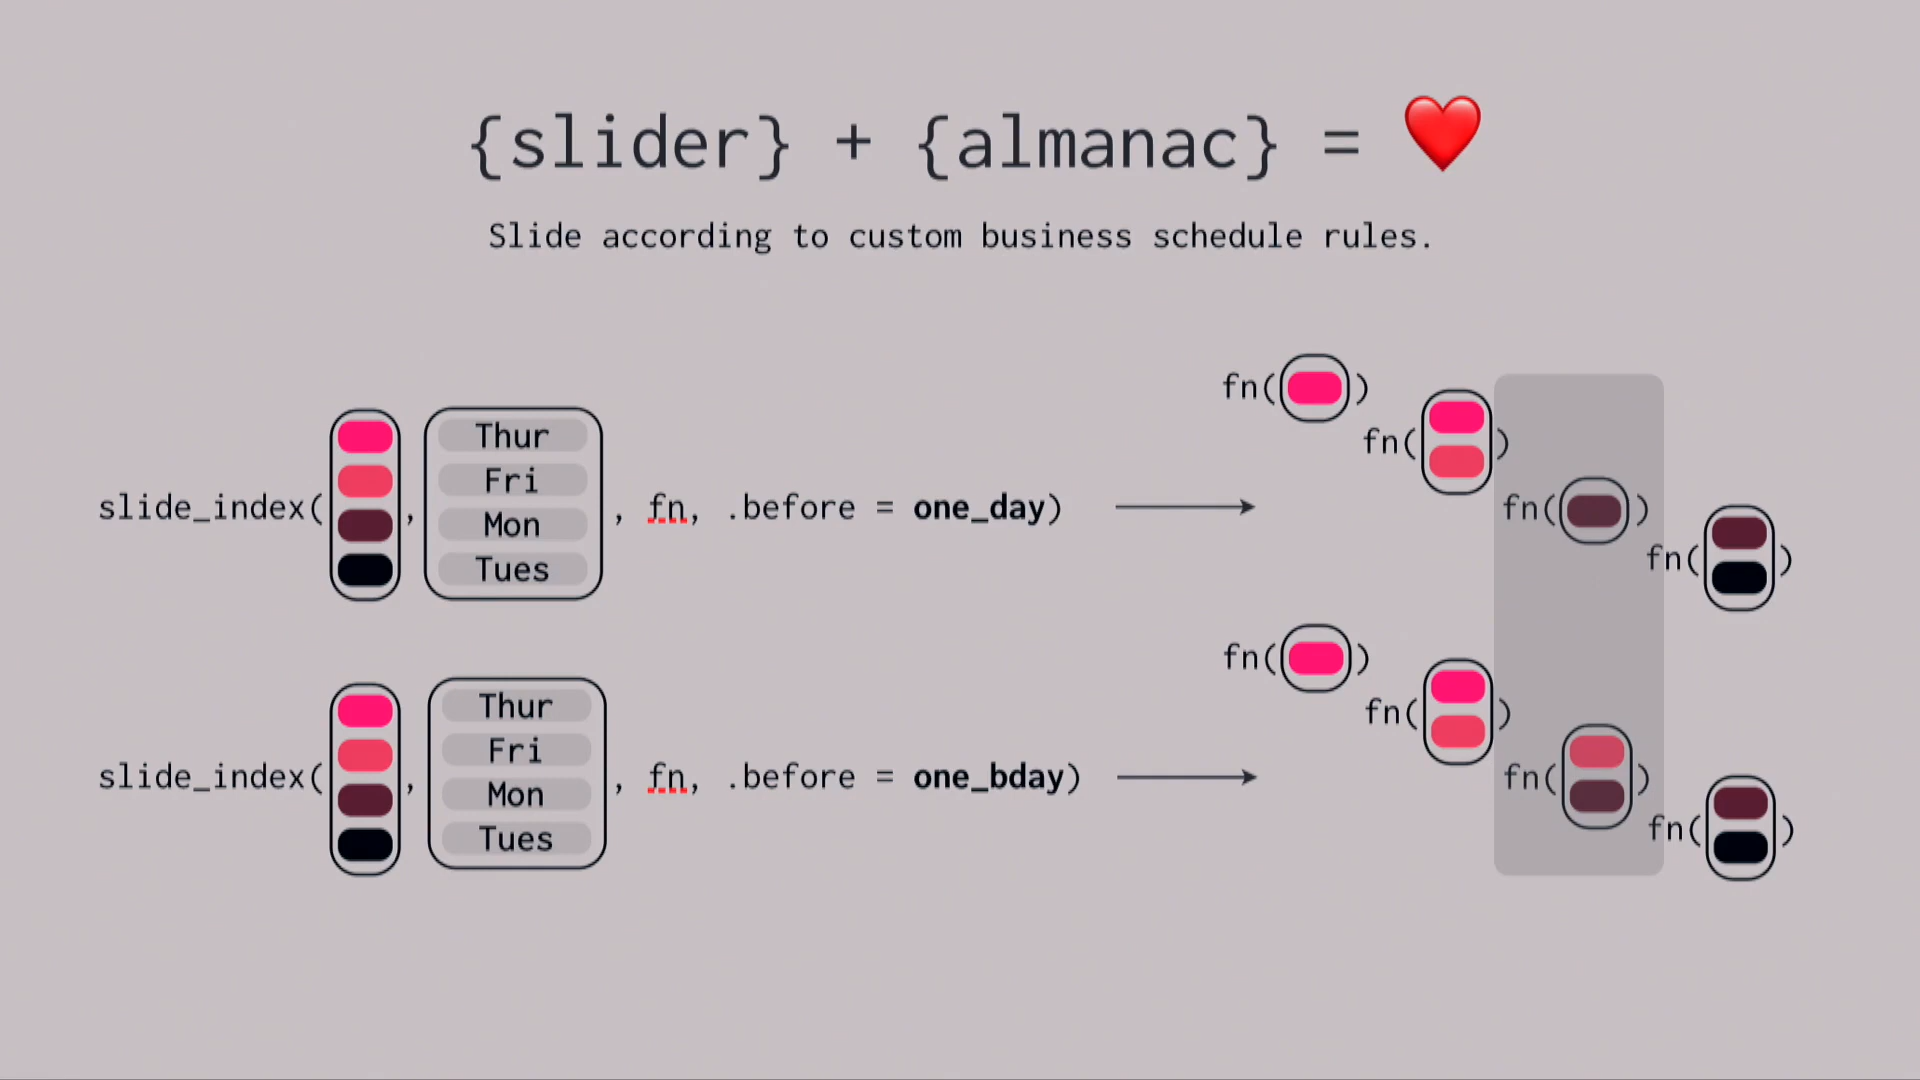 {slider} + {almanac} = ❤️
Slide according to custom business schedule rules.
slide_index( , Thur Fri Mon Tues , fn, .before = one_day)
fn( )
fn( )
fn( )
fn( )
slide_index( , Thur Fri Mon Tues , fn, .before = one_bday)
fn( )
fn( )
fn( )
fn( )